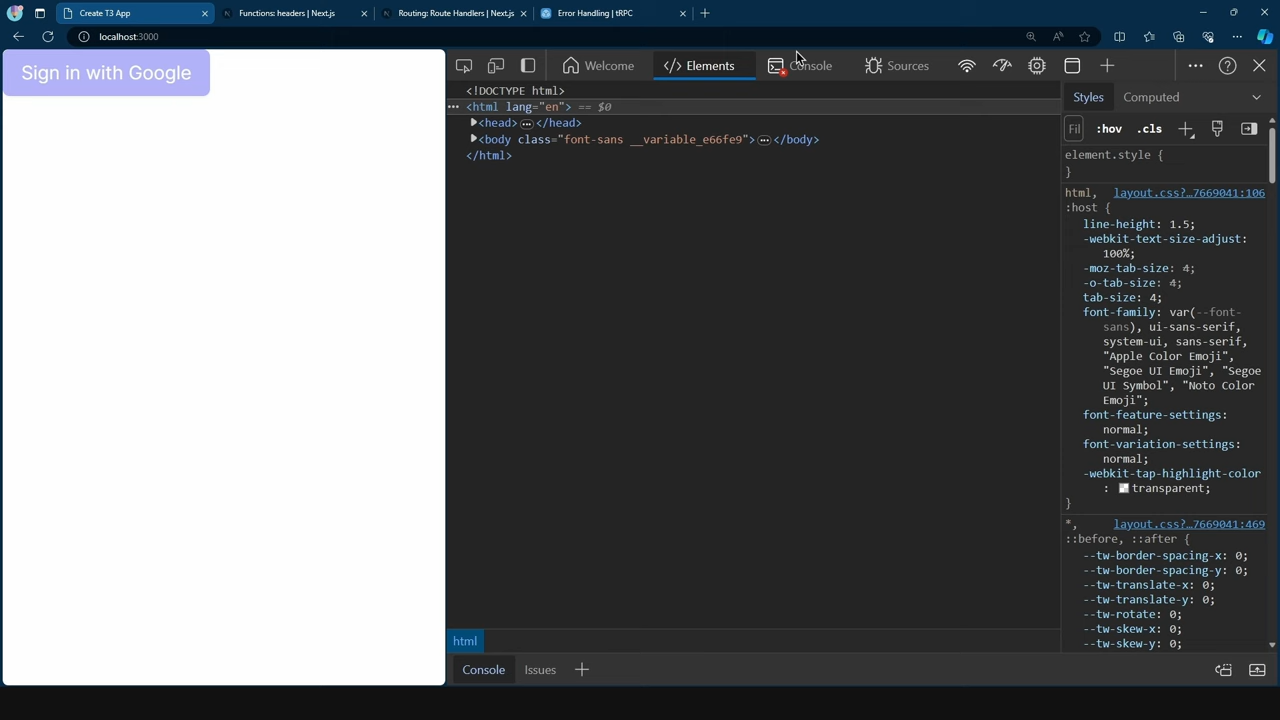 Create T3 App
Functions: headers | Next.js
Routing: Route Handlers | Next.js
Error Handling | tRPC
localhost:3000
Sign in with Google
Welcome
Elements
Console
Sources
<!DOCTYPE html>
<html lang="en"> == $0
<head> </head>
<body class="font-sans __variable_e66fe9"> </body>
</html>
Styles
Computed
Fil
:hov
.cls
element.style {
}
html, layout.css?…7669041:106
:host {
line-height: 1.5;
-webkit-text-size-adjust:
100%;
-moz-tab-size: 4;
-o-tab-size: 4;
tab-size: 4;
font-family: var(--font-
sans), ui-sans-serif,
system-ui, sans-serif,
"Apple Color Emoji",
"Segoe UI Emoji", "Segoe
UI Symbol", "Noto Color
Emoji";
font-feature-settings:
normal;
font-variation-settings:
normal;
-webkit-tap-highlight-color
: transparent;
}
*, layout.css?…7669041:469
::before, ::after {
--tw-border-spacing-x: 0;
--tw-border-spacing-y: 0;
--tw-translate-x: 0;
--tw-translate-y: 0;
--tw-rotate: 0;
--tw-skew-x: 0;
--tw-skew-y: 0;
html
Console
Issues